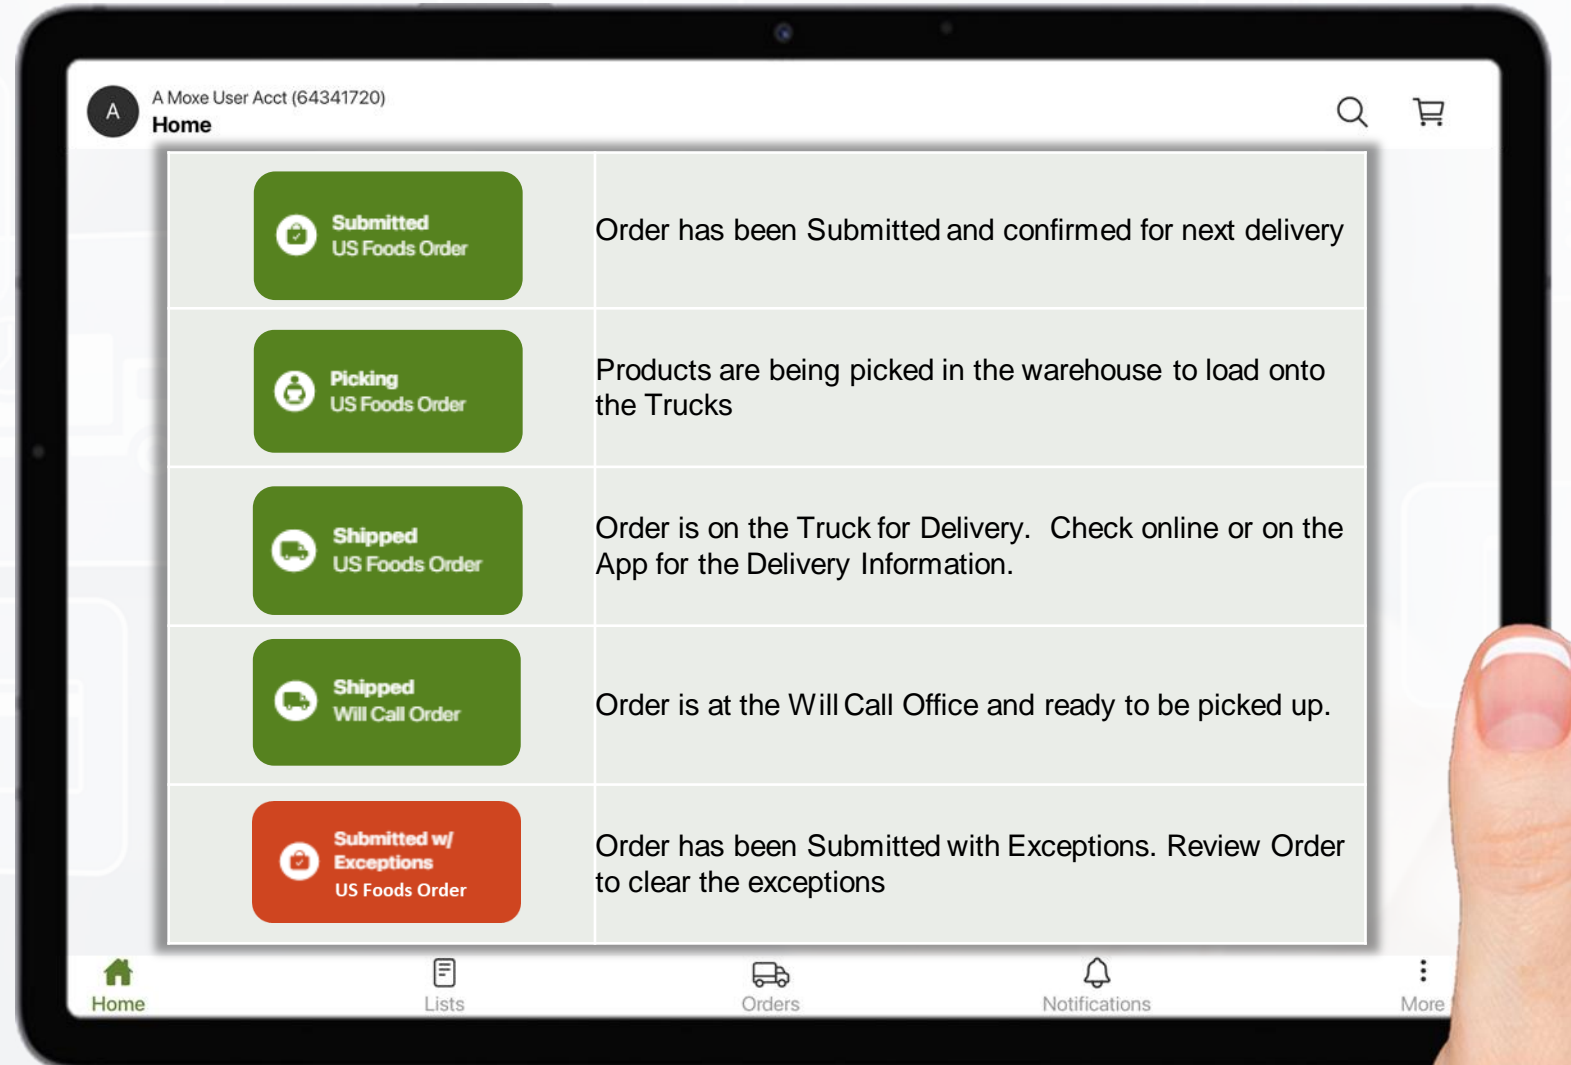 A
A Moxe User Acct (64341720)
Home
Submitted
US Foods Order
Order has been Submitted and confirmed for next delivery
Picking
US Foods Order
Products are being picked in the warehouse to load onto
the Trucks
Shipped
US Foods Order
Order is on the Truck for Delivery.  Check online or on the
App for the Delivery Information.
Shipped
Will Call Order
Order is at the Will Call Office and ready to be picked up.
Submitted w/
Exceptions
US Foods Order
Order has been Submitted with Exceptions. Review Order
to clear the exceptions
Home
Lists
Orders
Notifications
More